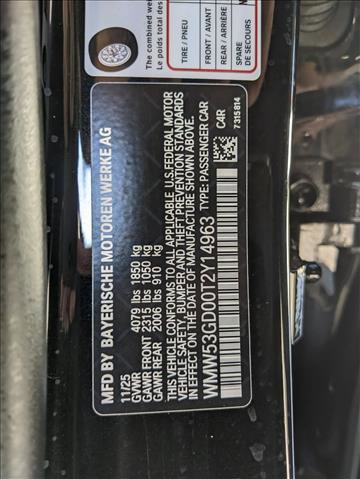 MFD BY BAYERISCHE MOTOREN WERKE AG
11/25
GVWR 4079 lbs 1850 kg
GAWR FRONT 2315 lbs 1050 kg
GAWR REAR 2006 lbs 910 kg
THIS VEHICLE CONFORMS TO ALL APPLICABLE U.S.FEDERAL MOTOR
VEHICLE SAFETY, BUMPER AND THEFT PREVENTION STANDARDS
IN EFFECT ON THE DATE OF MANUFACTURE SHOWN ABOVE.
WMW53GD00T2Y14963 TYPE: PASSENGER CAR
C4R
7315814
The combined weig
Le poids total des
TIRE / PNEU
FRONT / AVANT
REAR / ARRIÈRE
SPARE
DE SECOURS